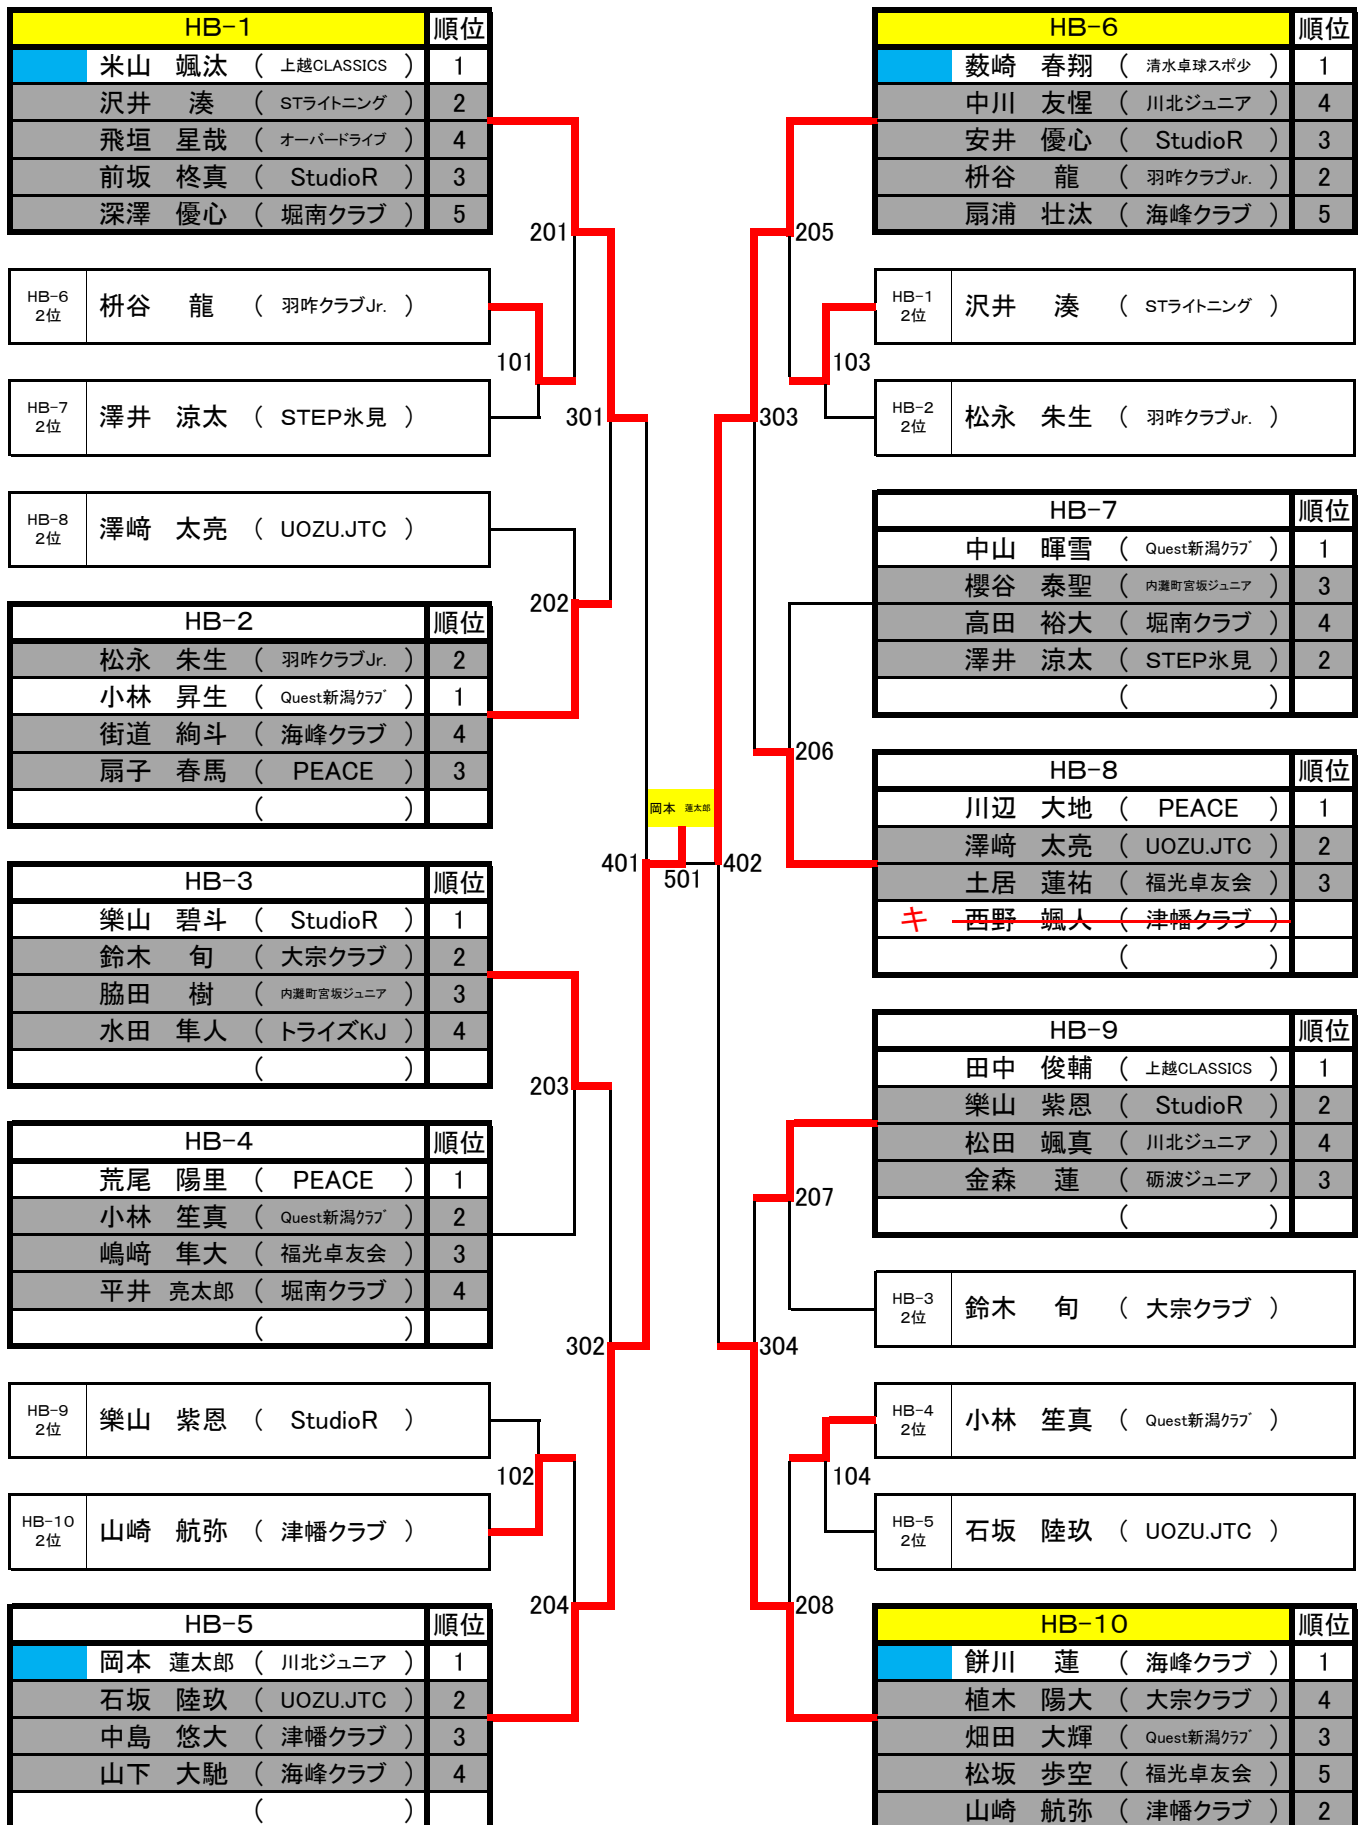 HB-1 順位
米山 颯汰 ( 上越CLASSICS ) 1
沢井 湊 ( STライトニング ) 2
飛垣 星哉 ( オーバードライブ ) 4
前坂 柊真 ( StudioR ) 3
深澤 優心 ( 堀南クラブ ) 5
201
HB-6 2位 枡谷 龍 ( 羽咋クラブJr. )
101
HB-7 2位 澤井 涼太 ( STEP氷見 )
301
HB-8 2位 澤﨑 太亮 ( UOZU.JTC )
202
HB-2 順位
松永 朱生 ( 羽咋クラブJr. ) 2
小林 昇生 ( Quest新潟クラブ ) 1
街道 絢斗 ( 海峰クラブ ) 4
扇子 春馬 ( PEACE ) 3
( )
HB-3 順位
樂山 碧斗 ( StudioR ) 1
鈴木 旬 ( 大宗クラブ ) 2
脇田 樹 ( 内灘町宮坂ジュニア ) 3
水田 隼人 ( トライズKJ ) 4
( )
203
HB-4 順位
荒尾 陽里 ( PEACE ) 1
小林 笙真 ( Quest新潟クラブ ) 2
嶋﨑 隼大 ( 福光卓友会 ) 3
平井 亮太郎 ( 堀南クラブ ) 4
( )
302
HB-9 2位 樂山 紫恩 ( StudioR )
102
HB-10 2位 山崎 航弥 ( 津幡クラブ )
204
HB-5 順位
岡本 蓮太郎 ( 川北ジュニア ) 1
石坂 陸玖 ( UOZU.JTC ) 2
中島 悠大 ( 津幡クラブ ) 3
山下 大馳 ( 海峰クラブ ) 4
( )
岡本 蓮太郎
401
501
402
HB-6 順位
薮崎 春翔 ( 清水卓球スポ少 ) 1
中川 友惺 ( 川北ジュニア ) 4
安井 優心 ( StudioR ) 3
枡谷 龍 ( 羽咋クラブJr. ) 2
扇浦 壮汰 ( 海峰クラブ ) 5
205
HB-1 2位 沢井 湊 ( STライトニング )
103
HB-2 2位 松永 朱生 ( 羽咋クラブJr. )
303
HB-7 順位
中山 暉雪 ( Quest新潟クラブ ) 1
櫻谷 泰聖 ( 内灘町宮坂ジュニア ) 3
高田 裕大 ( 堀南クラブ ) 4
澤井 涼太 ( STEP氷見 ) 2
( )
206
HB-8 順位
川辺 大地 ( PEACE ) 1
澤﨑 太亮 ( UOZU.JTC ) 2
土居 蓮祐 ( 福光卓友会 ) 3
キ 西野 颯人 ( 津幡クラブ )
( )
HB-9 順位
田中 俊輔 ( 上越CLASSICS ) 1
樂山 紫恩 ( StudioR ) 2
松田 颯真 ( 川北ジュニア ) 4
金森 蓮 ( 砺波ジュニア ) 3
( )
207
HB-3 2位 鈴木 旬 ( 大宗クラブ )
304
HB-4 2位 小林 笙真 ( Quest新潟クラブ )
104
HB-5 2位 石坂 陸玖 ( UOZU.JTC )
208
HB-10 順位
餅川 蓮 ( 海峰クラブ ) 1
植木 陽大 ( 大宗クラブ ) 4
畑田 大輝 ( Quest新潟クラブ ) 3
松坂 歩空 ( 福光卓友会 ) 5
山崎 航弥 ( 津幡クラブ ) 2